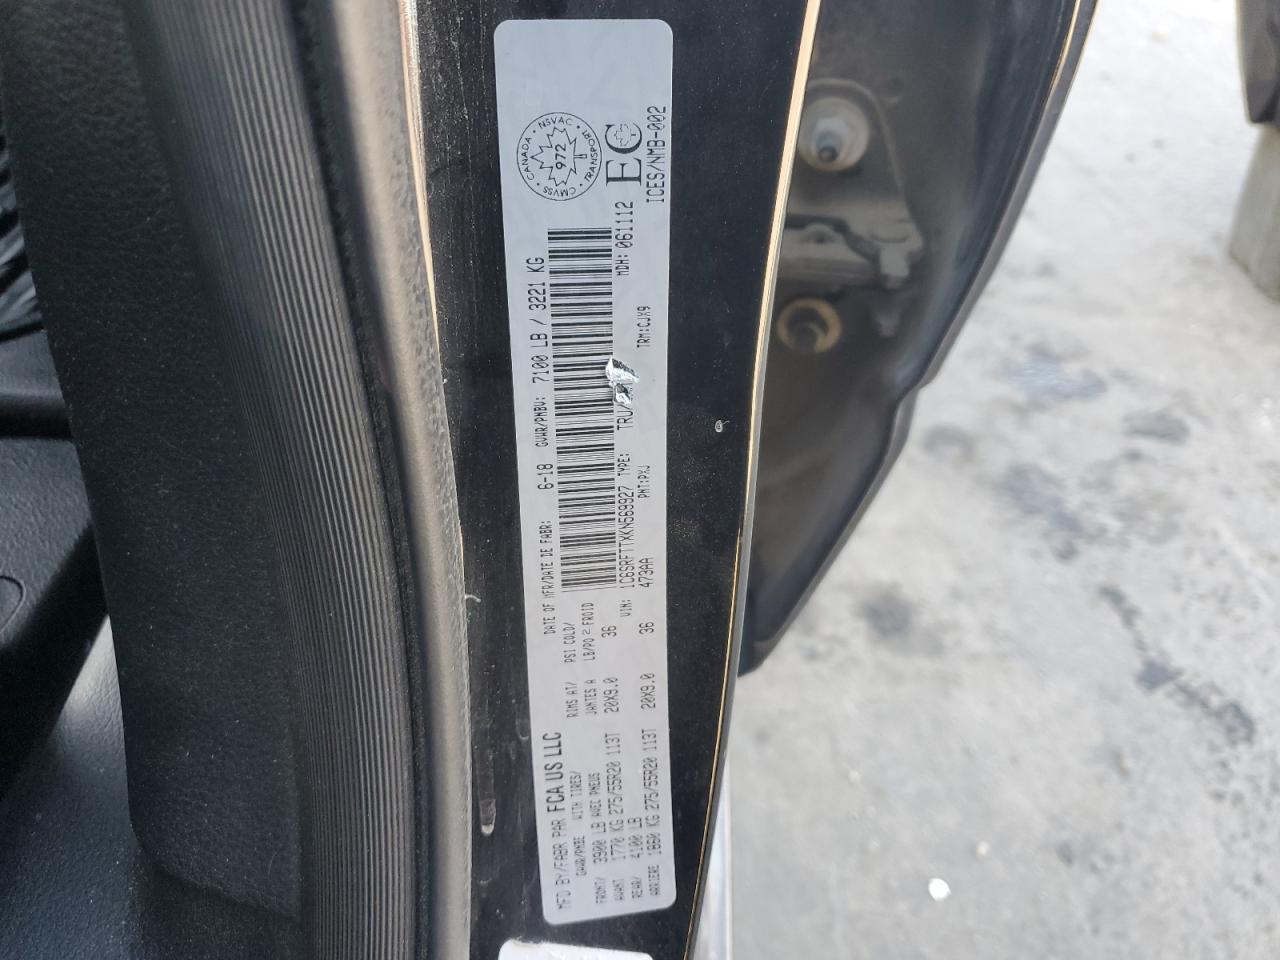 MFD BY/FABR PAR FCA US LLC DATE OF MFR/DATE DE FABR: 6-18 GVWR/PNBV: 7100 LB / 3221 KG
GAWR/PNBE WITH TIRES/ RIMS AT/ PSI COLD/
AVEC PNEUS JANTES A LB/PO2 FROID
FRONT/ 3900 LB
AVANT 1770 KG 275/55R20 113T 20X9.0 36
REAR/ 4100 LB
ARRIERE 1860 KG 275/55R20 113T 20X9.0 36
VIN: 1C6SRFTTXKN569927 TYPE: TRU/ MDH: 061112
473AA PNT:PXJ TRM:CJX9
CANADA · NSVAC · TRANSPORT · CMVSS
972
EC
ICES/NMB-002